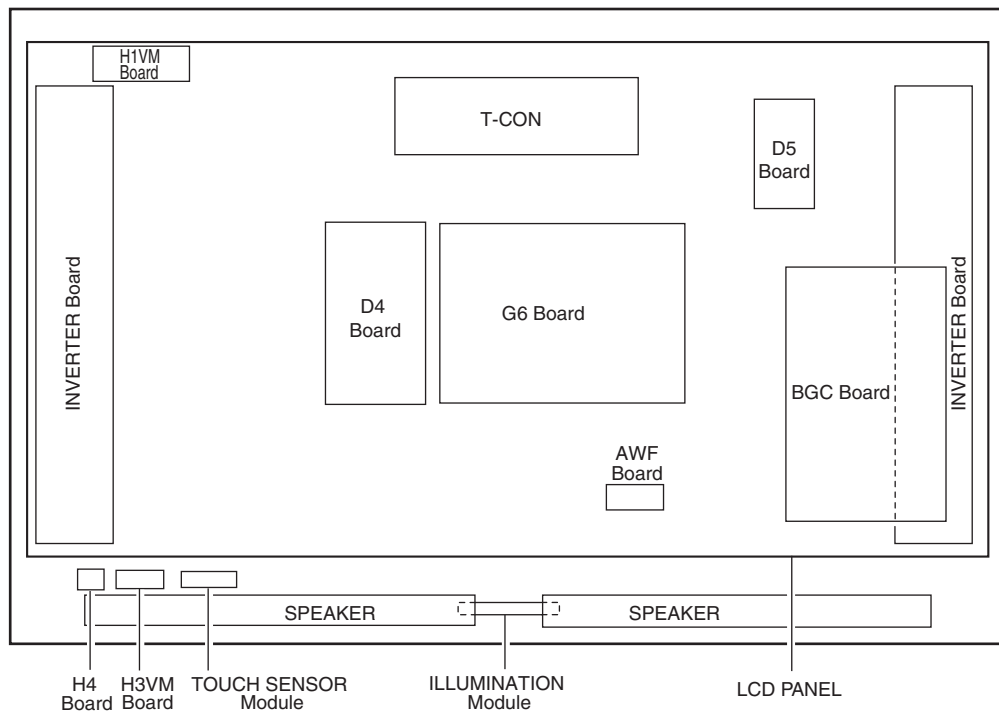 H1VM
Board
T-CON
D5
Board
INVERTER Board
D4
Board
G6 Board
BGC Board
INVERTER Board
AWF
Board
SPEAKER
SPEAKER
H4
Board
H3VM
Board
TOUCH SENSOR
Module
ILLUMINATION
Module
LCD PANEL